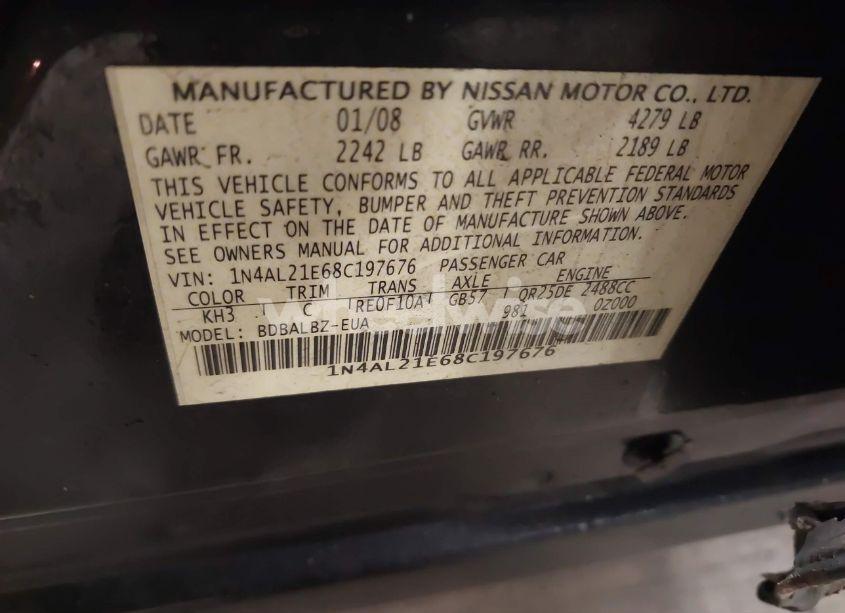 MANUFACTURED BY NISSAN MOTOR CO., LTD.
DATE 01/08 GVWR 4279 LB
GAWR FR. 2242 LB GAWR RR. 2189 LB
THIS VEHICLE CONFORMS TO ALL APPLICABLE FEDERAL MOTOR
VEHICLE SAFETY, BUMPER AND THEFT PREVENTION STANDARDS
IN EFFECT ON THE DATE OF MANUFACTURE SHOWN ABOVE.
SEE OWNERS MANUAL FOR ADDITIONAL INFORMATION.
VIN: 1N4AL21E68C197676 PASSENGER CAR
COLOR TRIM TRANS AXLE ENGINE
KH3 C RE0F10A GB57 QR25DE 2488CC
MODEL: BDBALBZ-EUA 981 02000
1N4AL21E68C197676